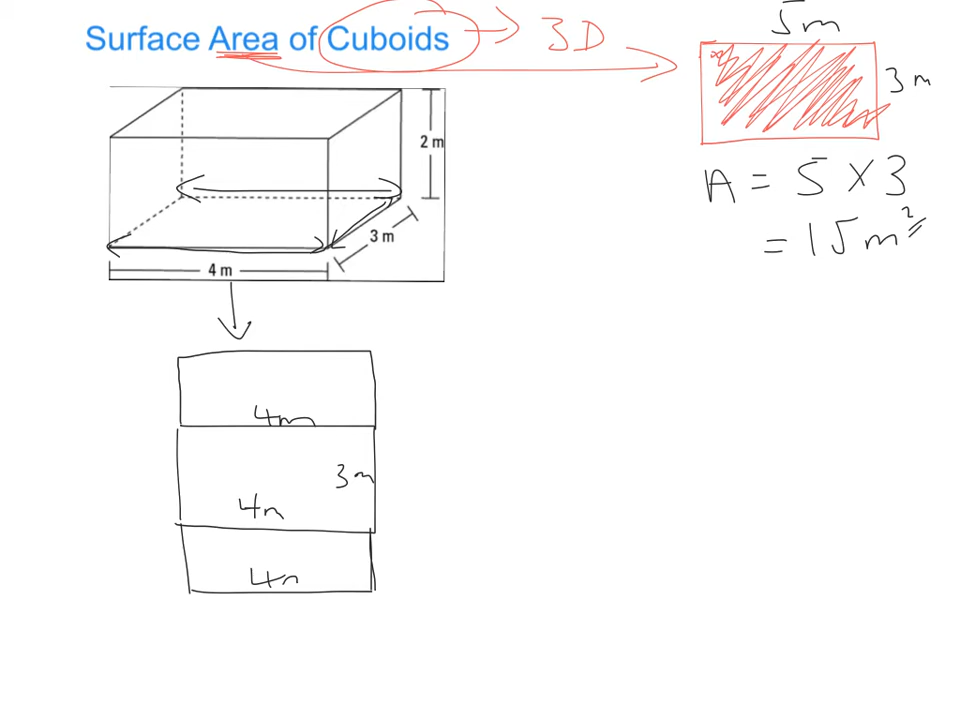 Surface Area of Cuboids
3D
5m
3m
A = 5 × 3
= 15m²
2 m
3 m
4 m
4m
3m
4m
4m